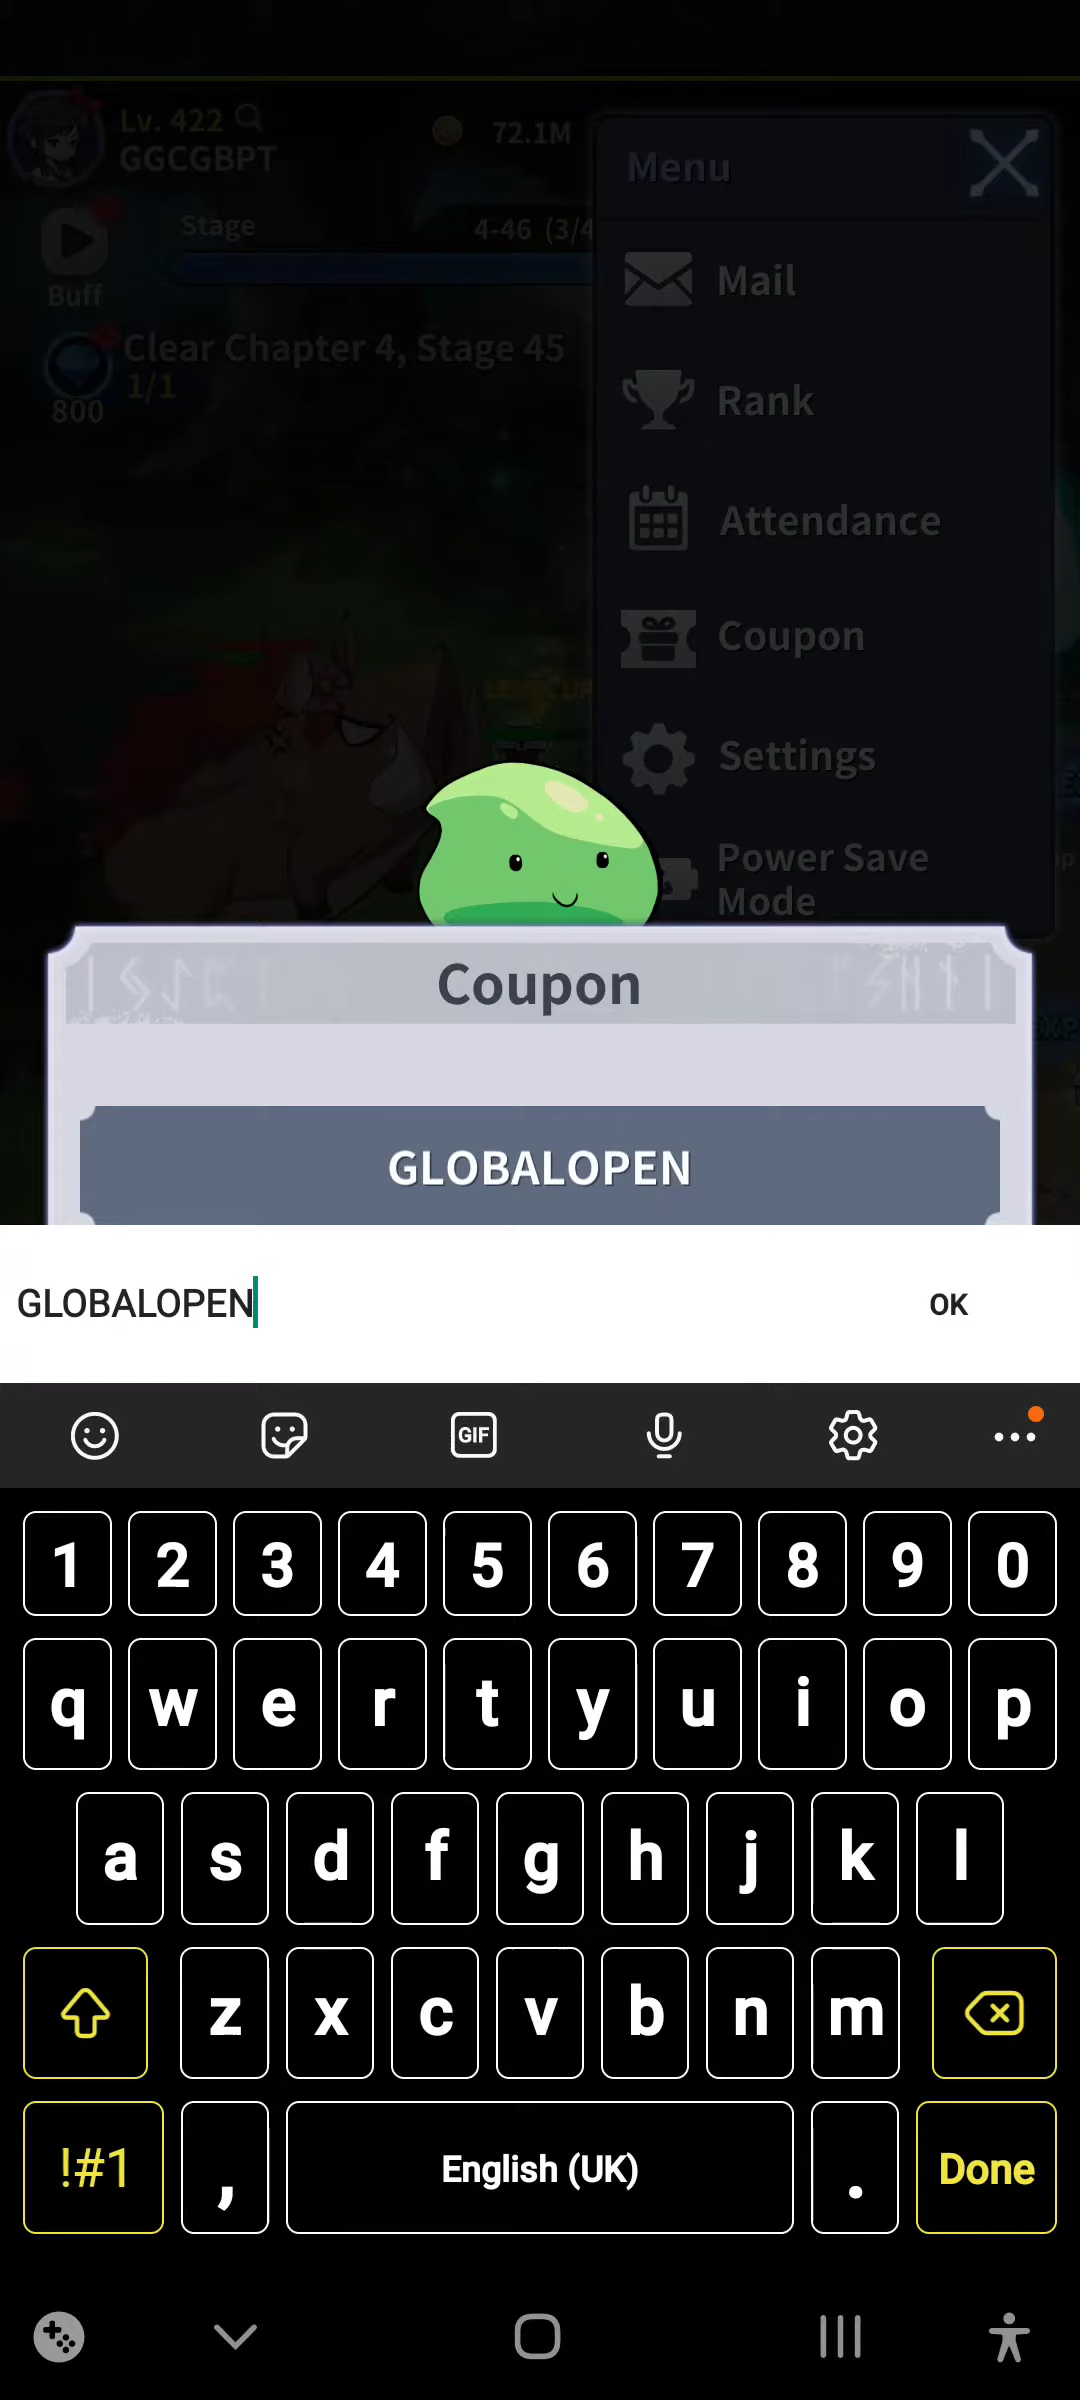 Lv. 422
GGCGBPT
72.1M
Menu
Buff
Stage
4-46 (3/4
Mail
Clear Chapter 4, Stage 45
1/1
800
Rank
Attendance
Coupon
Settings
Power Save
Mode
Coupon
GLOBALOPEN
GLOBALOPEN
OK
GIF
1 2 3 4 5 6 7 8 9 0
q w e r t y u i o p
a s d f g h j k l
z x c v b n m
!#1 , English (UK) . Done